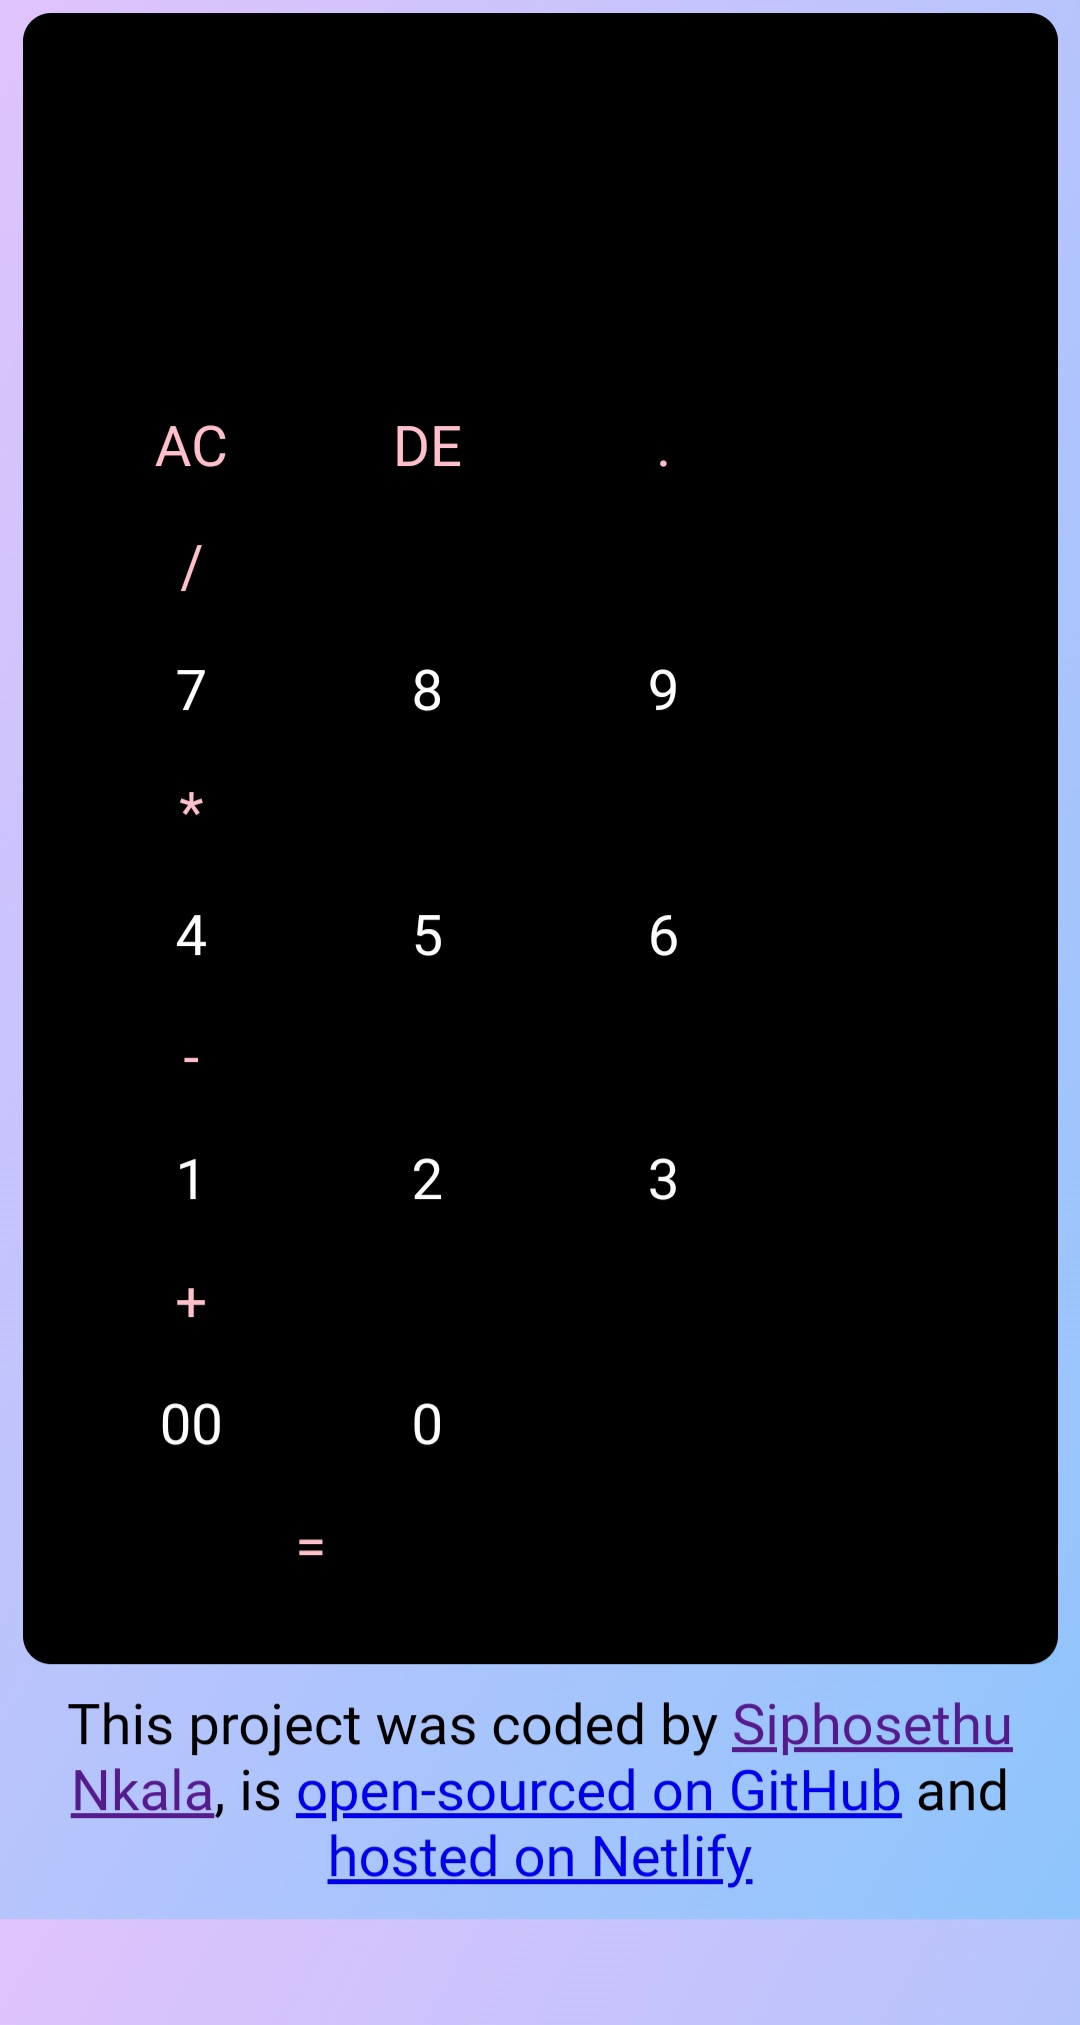 AC DE .
/
7 8 9
*
4 5 6
-
1 2 3
+
00 0
=
This project was coded by Siphosethu
Nkala, is open-sourced on GitHub and
hosted on Netlify